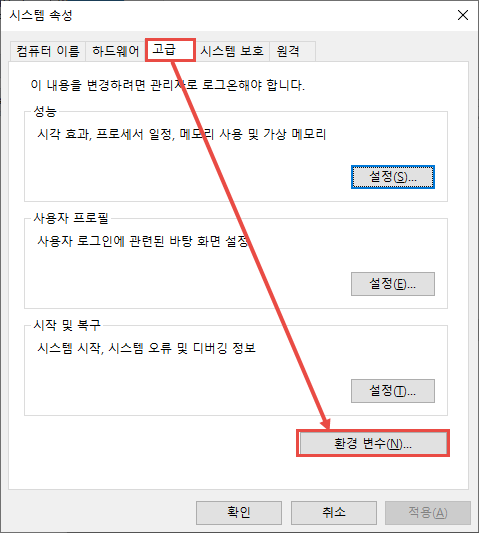 시스템 속성
컴퓨터 이름 하드웨어 고급 시스템 보호 원격
이 내용을 변경하려면 관리자로 로그온해야 합니다.
성능
시각 효과, 프로세서 일정, 메모리 사용 및 가상 메모리
설정(S)...
사용자 프로필
사용자 로그인에 관련된 바탕 화면 설정
설정(E)...
시작 및 복구
시스템 시작, 시스템 오류 및 디버깅 정보
설정(T)...
환경 변수(N)...
확인 취소 적용(A)